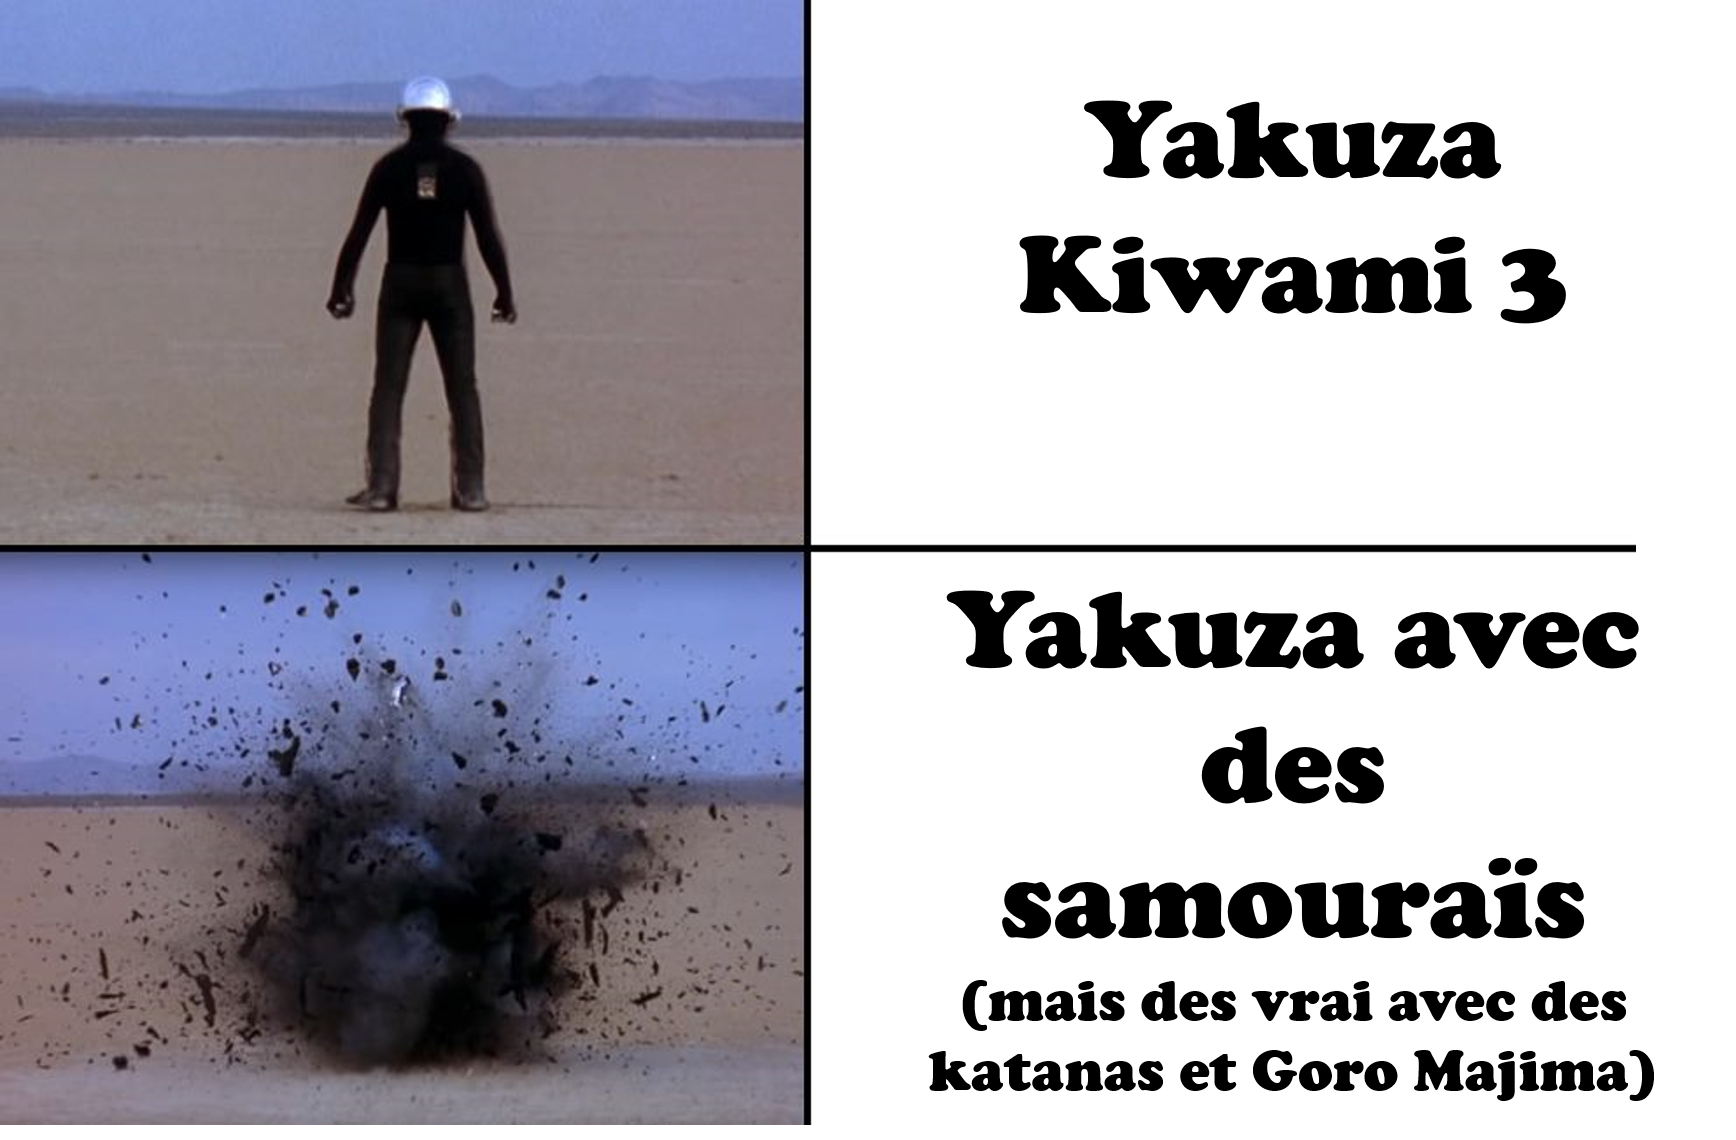 Yakuza
Kiwami 3
Yakuza avec
des
samouraïs
(mais des vrai avec des
katanas et Goro Majima)